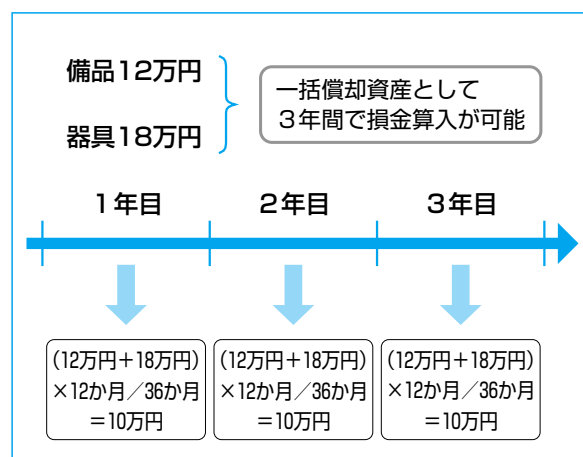 備品12万円
器具18万円
一括償却資産として
３年間で損金算入が可能
１年目
２年目
３年目
(12万円＋18万円)
×12か月／36か月
＝10万円
(12万円＋18万円)
×12か月／36か月
＝10万円
(12万円＋18万円)
×12か月／36か月
＝10万円